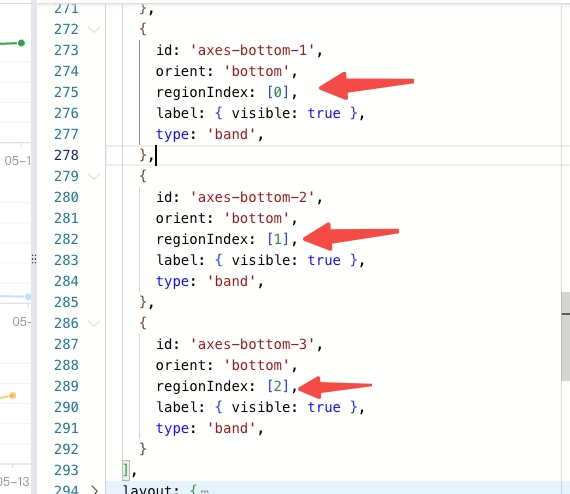 271 },
272 {
273 id: 'axes-bottom-1',
274 orient: 'bottom',
275 regionIndex: [0],
276 label: { visible: true },
277 type: 'band',
278 },
279 {
280 id: 'axes-bottom-2',
281 orient: 'bottom',
282 regionIndex: [1],
283 label: { visible: true },
284 type: 'band',
285 },
286 {
287 id: 'axes-bottom-3',
288 orient: 'bottom',
289 regionIndex: [2],
290 label: { visible: true },
291 type: 'band',
292 }
293 ],
294 layout: {…
05-1
05-
05-13